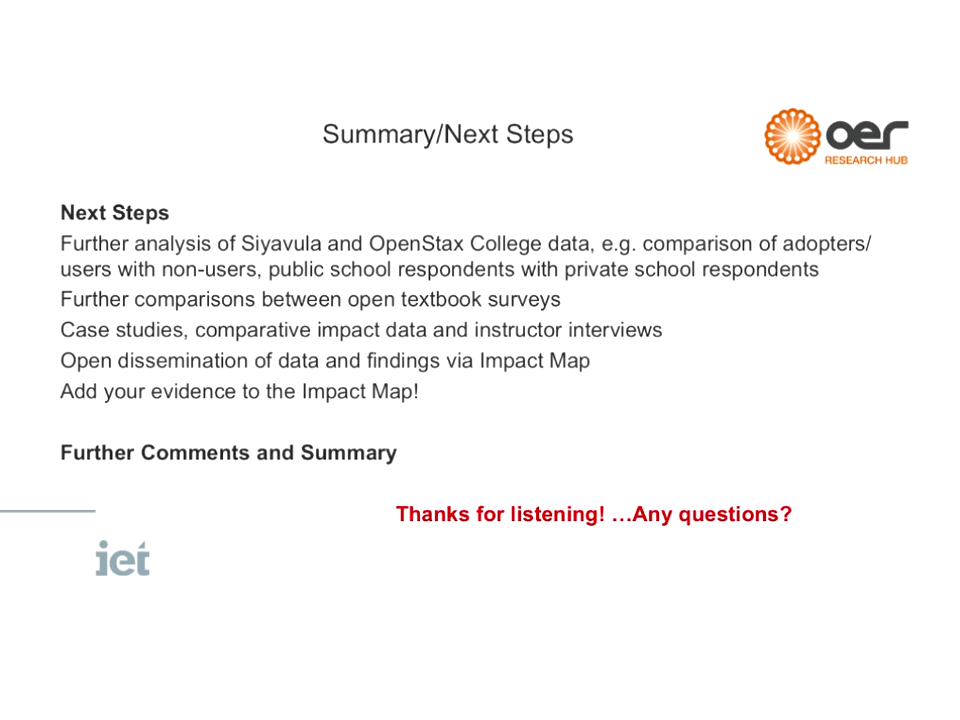 Summary/Next Steps
oer
RESEARCH HUB
Next Steps
Further analysis of Siyavula and OpenStax College data, e.g. comparison of adopters/
users with non-users, public school respondents with private school respondents
Further comparisons between open textbook surveys
Case studies, comparative impact data and instructor interviews
Open dissemination of data and findings via Impact Map
Add your evidence to the Impact Map!
Further Comments and Summary
Thanks for listening! …Any questions?
iet